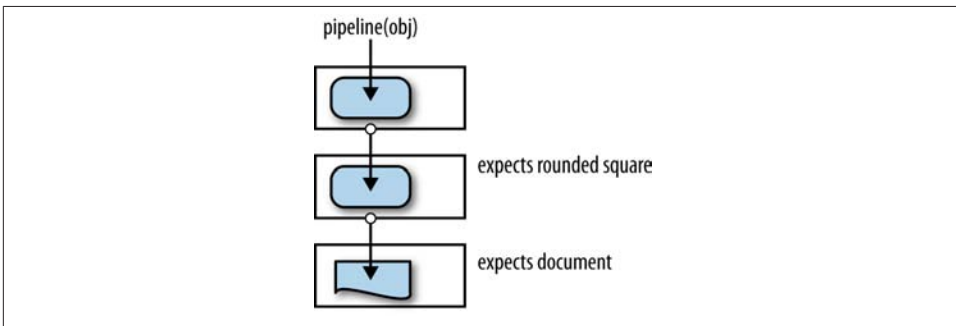 pipeline(obj)
expects rounded square
expects document